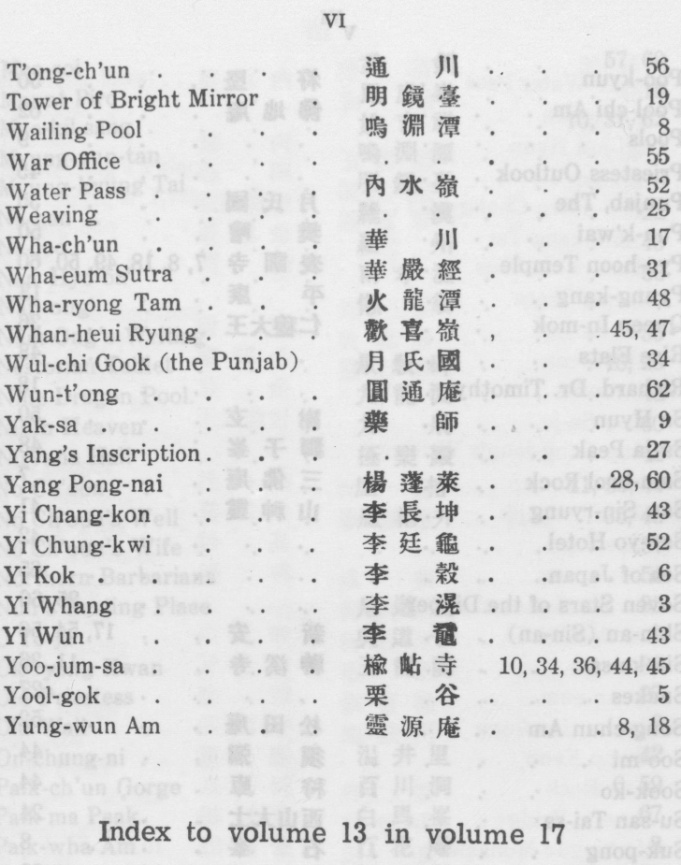 VI
T'ong-ch'un . . . . 通川 . . . 56
Tower of Bright Mirror . . 明鏡臺 . . . 19
Wailing Pool . . . . 鳴淵潭 . . . 8
War Office . . . . . . . 55
Water Pass . . . . 內水嶺 . . . 52
Weaving . . . . . . . 25
Wha-ch'un . . . . 華川 . . . 17
Wha-eum Sutra . . . 華嚴經 . . . 31
Wha-ryong Tam . . . 火龍潭 . . . 48
Whan-heui Ryung . . . 歡喜嶺 , . . 45, 47
Wul-chi Gook (the Punjab) . 月氏國 . . . 34
Wun-t'ong . . . . 圓通庵 . . . 62
Yak-sa . . . . 藥師 . . . 9
Yang's Inscription . . . . . . 27
Yang Pong-nai . . . 楊蓬萊 . . 28, 60
Yi Chang-kon . . . . 李長坤 . . . 43
Yi Chung-kwi . . . 李廷龜 . . . 52
Yi Kok . . . . . 李穀 . . . 6
Yi Whang . . . . 李滉 . . . 3
Yi Wun . . . . 李黿 . . . 43
Yoo-jum-sa . . . . 楡帖寺 10, 34, 36, 44, 45
Yool-gok . . . . 栗谷 . . . 5
Yung-wun Am . . . 靈源庵 . . . 8, 18
Index to volume 13 in volume 17